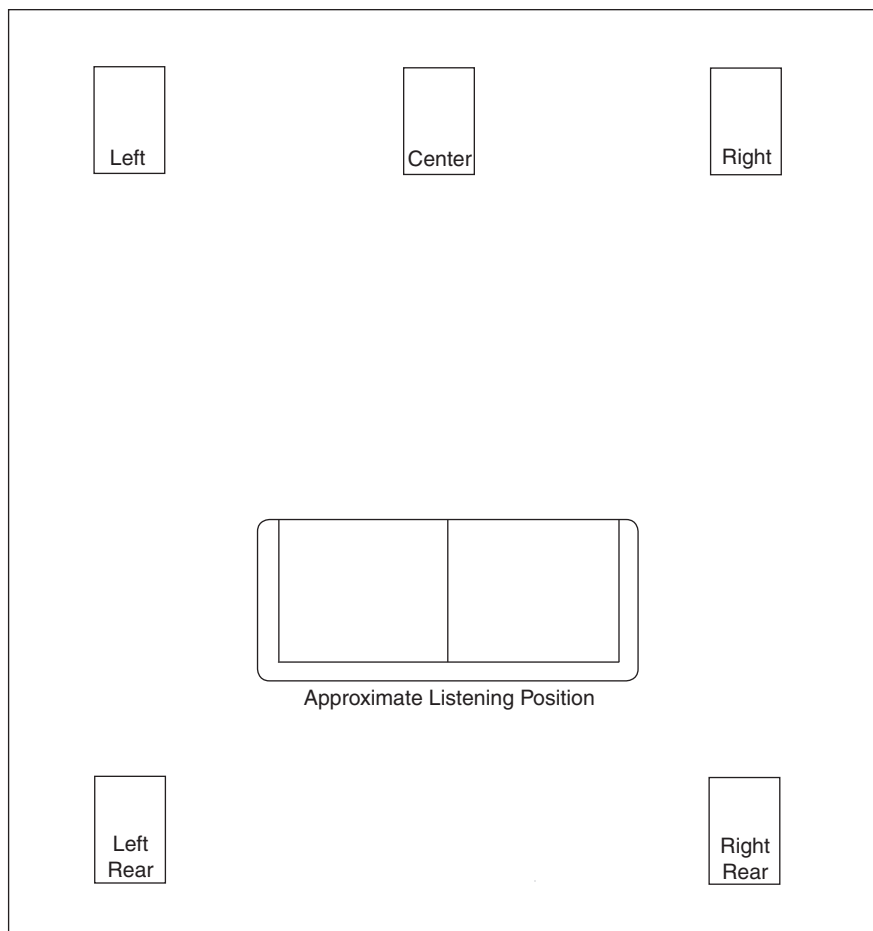 Left
Center
Right
Approximate Listening Position
Left
Rear
Right
Rear